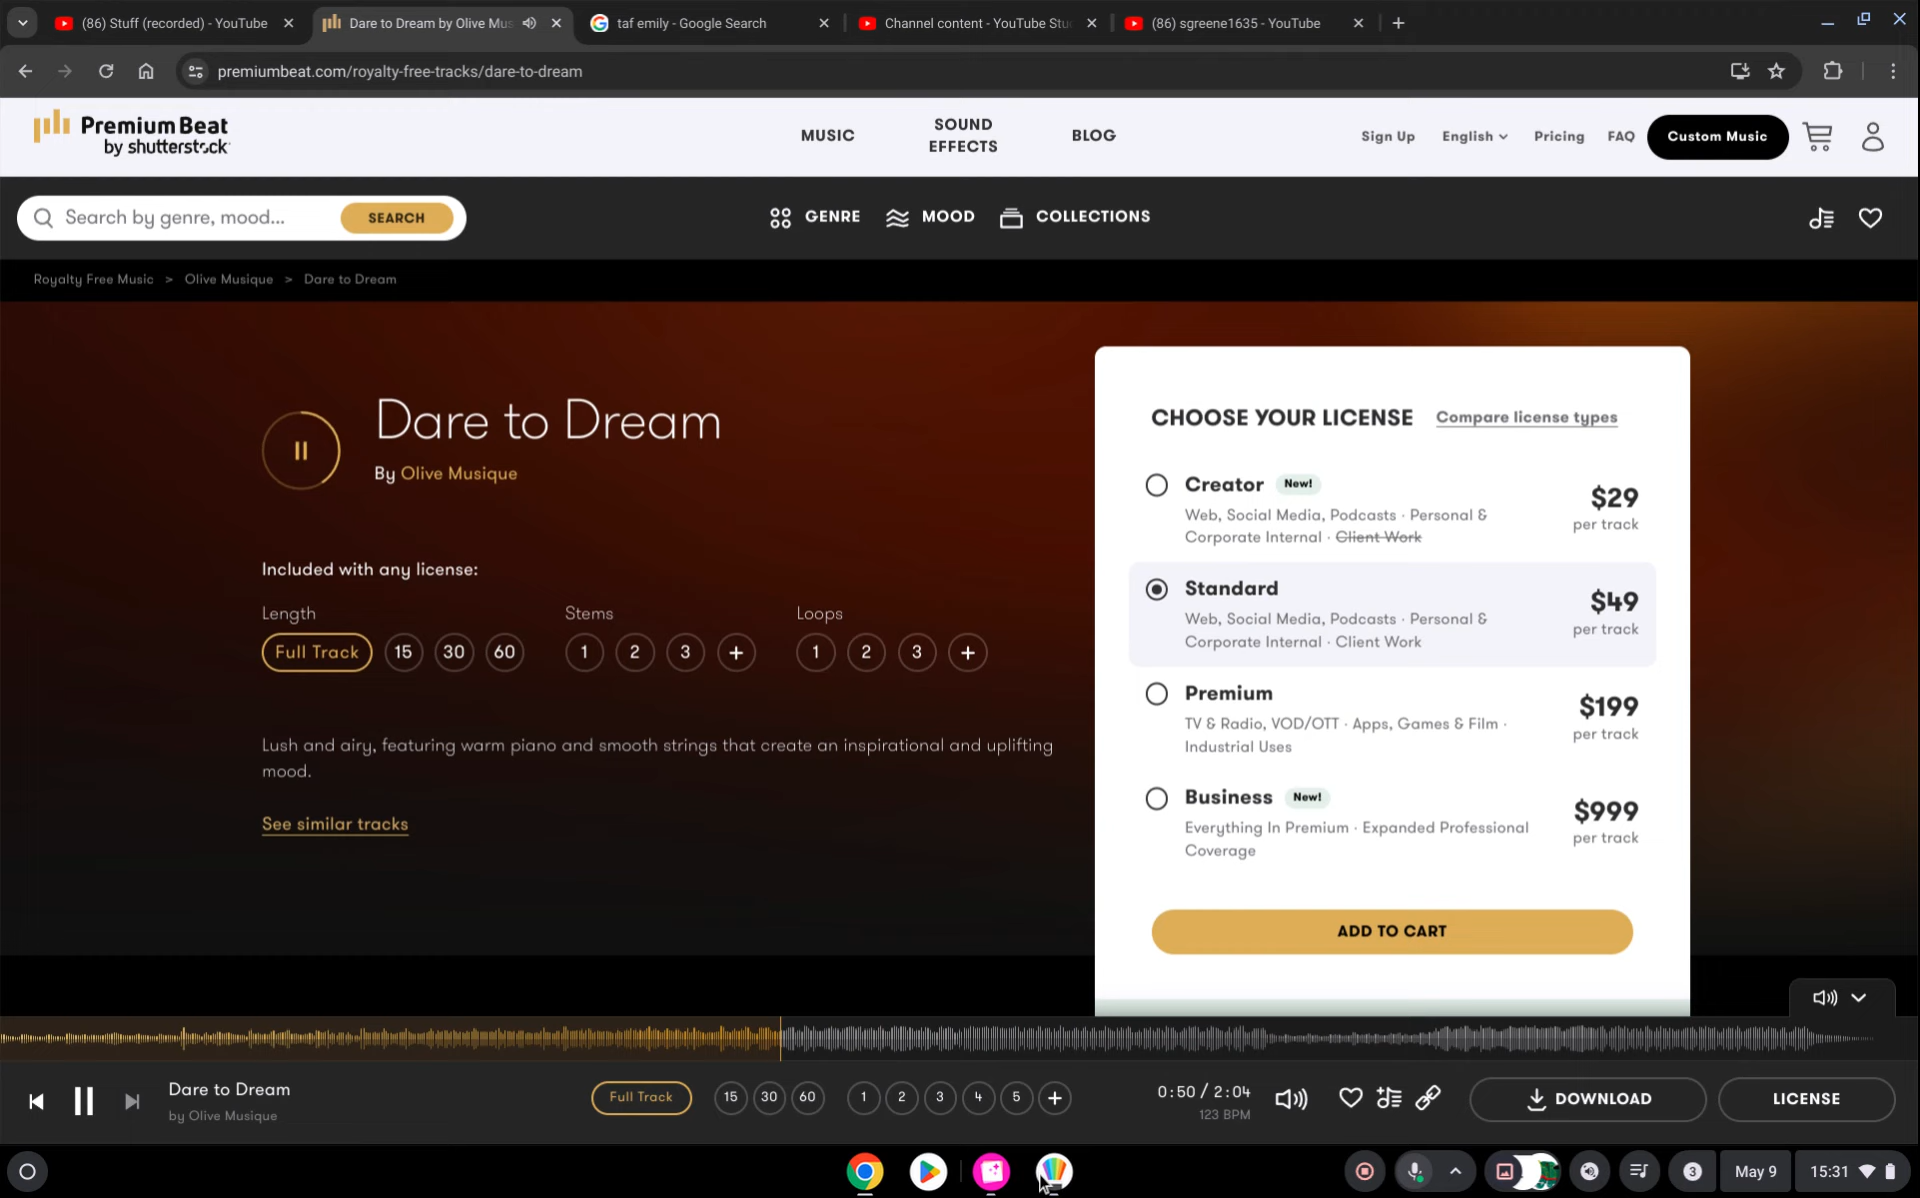 (86) Stuff (recorded) - YouTube
Dare to Dream by Olive Mus
taf emily - Google Search
Channel content - YouTube Stu
(86) sgreene1635 - YouTube
premiumbeat.com/royalty-free-tracks/dare-to-dream
PremiumBeat
by shutterstock
MUSIC
SOUND
EFFECTS
BLOG
Sign Up
English
Pricing
FAQ
Custom Music
Search by genre, mood...
SEARCH
GENRE
MOOD
COLLECTIONS
Royalty Free Music > Olive Musique > Dare to Dream
Dare to Dream
By Olive Musique
Included with any license:
Length
Stems
Loops
Full Track 15 30 60
1 2 3 +
1 2 3 +
Lush and airy, featuring warm piano and smooth strings that create an inspirational and uplifting
mood.
See similar tracks
CHOOSE YOUR LICENSE
Compare license types
Creator New!
Web, Social Media, Podcasts · Personal &
Corporate Internal · Client Work
$29
per track
Standard
Web, Social Media, Podcasts · Personal &
Corporate Internal · Client Work
$49
per track
Premium
TV & Radio, VOD/OTT · Apps, Games & Film ·
Industrial Uses
$199
per track
Business New!
Everything In Premium · Expanded Professional
Coverage
$999
per track
ADD TO CART
Dare to Dream
by Olive Musique
Full Track 15 30 60 1 2 3 4 5 +
0:50 / 2:04
123 BPM
DOWNLOAD
LICENSE
3
May 9
15:31